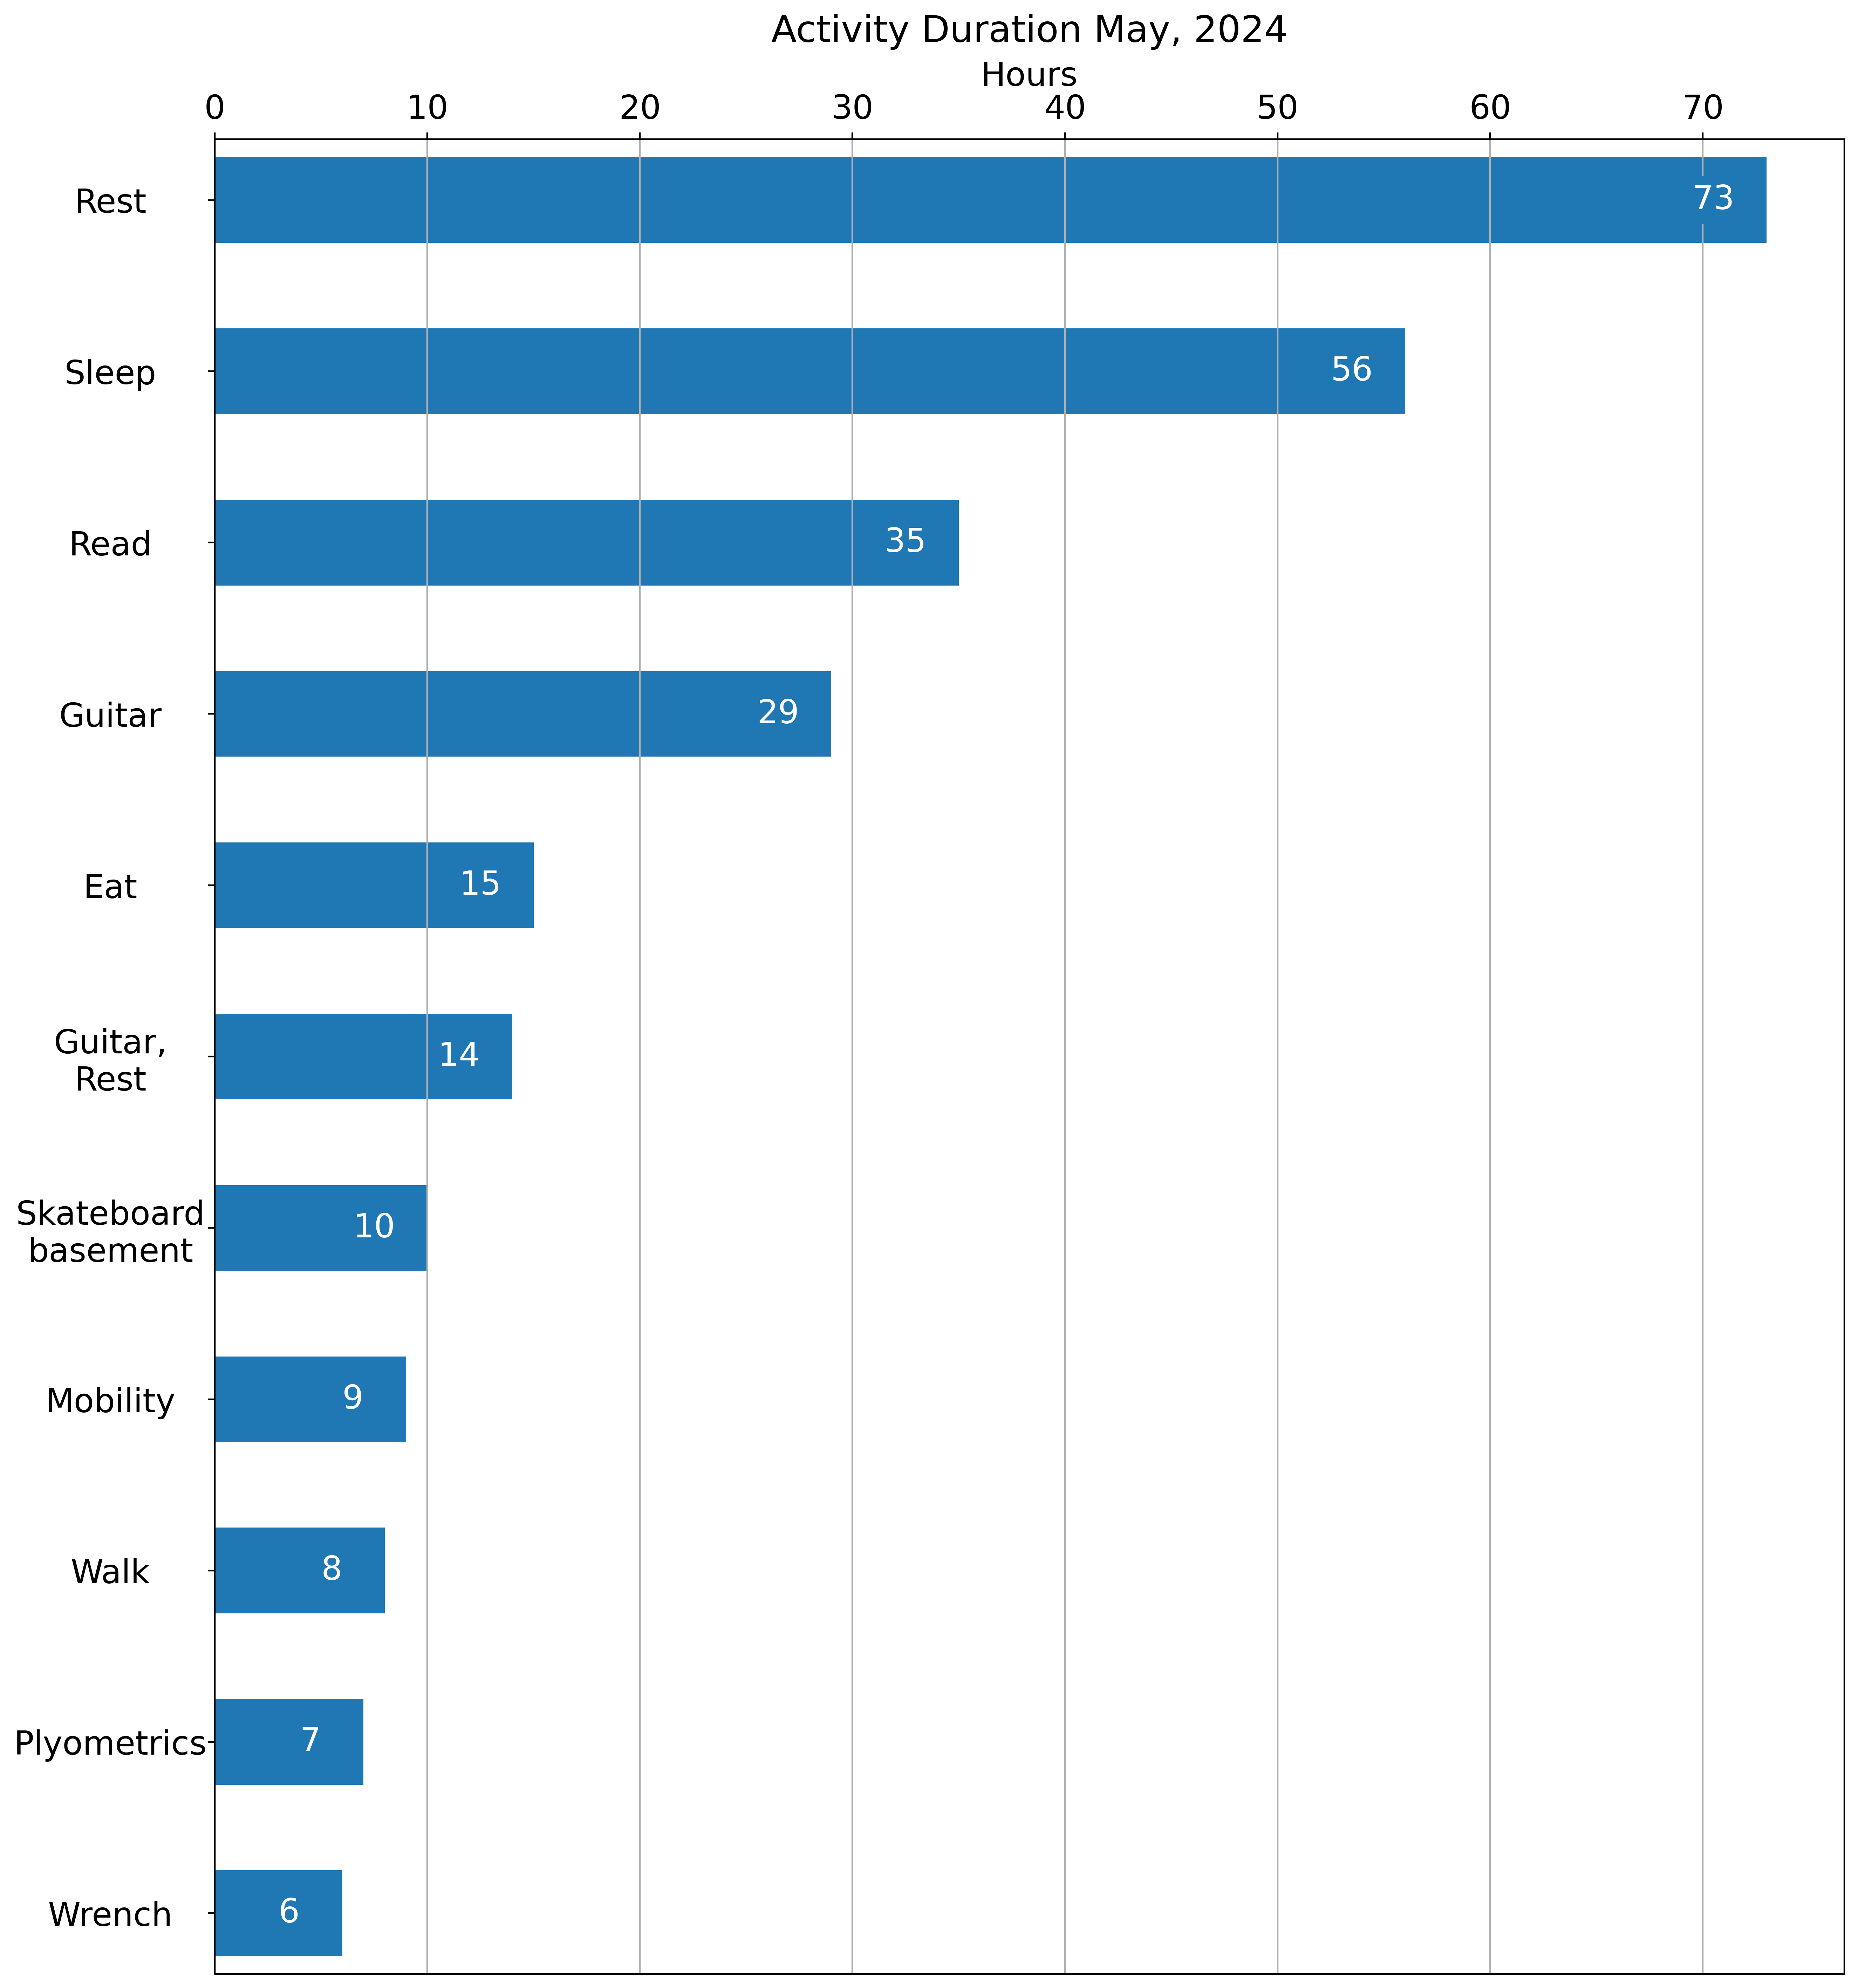 Activity Duration May, 2024
Hours
0 10 20 30 40 50 60 70
Rest 73
Sleep 56
Read 35
Guitar 29
Eat 15
Guitar,
Rest 14
Skateboard
basement 10
Mobility 9
Walk 8
Plyometrics 7
Wrench 6